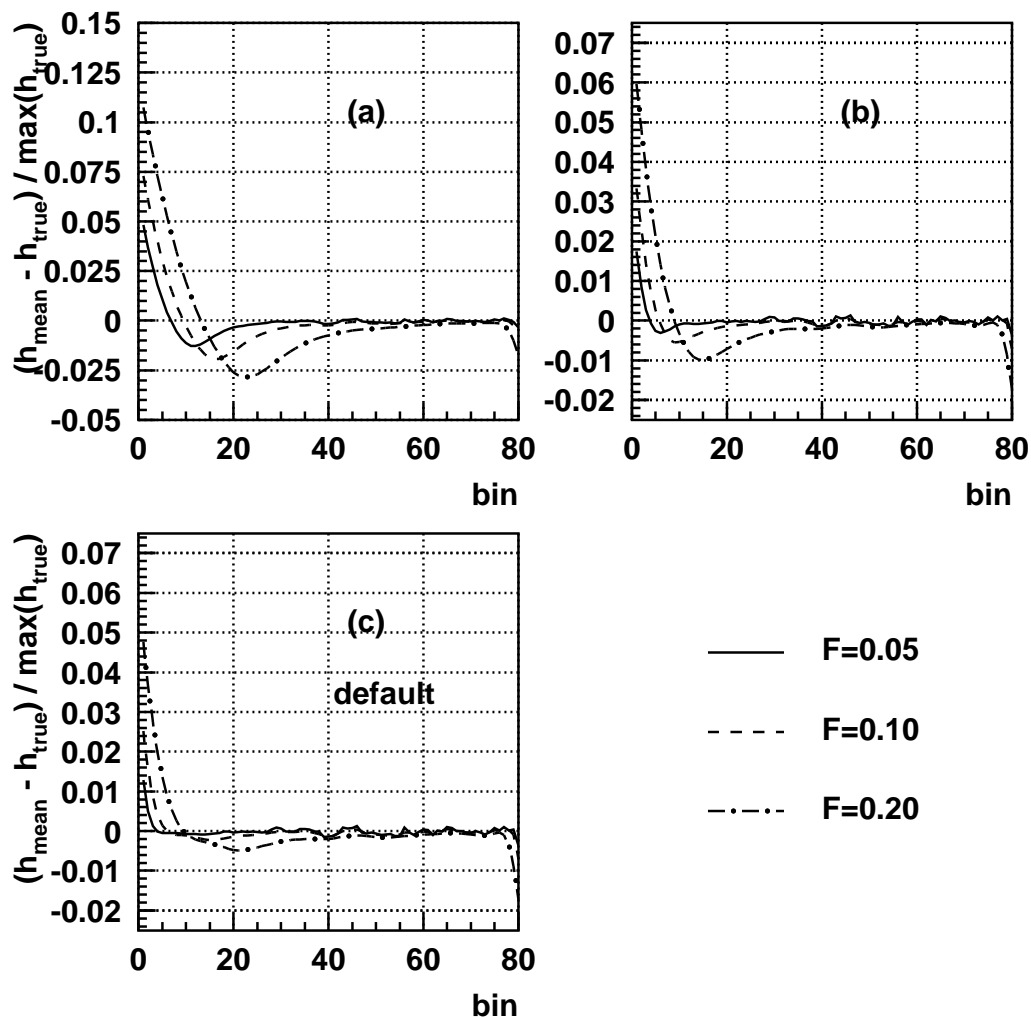 (h_mean - h_true) / max(h_true)
0.15
0.125
0.1
0.075
0.05
0.025
0
-0.025
-0.05
(a)
0 20 40 60 80
bin
0.07
0.06
0.05
0.04
0.03
0.02
0.01
0
-0.01
-0.02
(b)
0 20 40 60 80
bin
(h_mean - h_true) / max(h_true)
0.07
0.06
0.05
0.04
0.03
0.02
0.01
0
-0.01
-0.02
(c)
default
0 20 40 60 80
bin
F=0.05
F=0.10
F=0.20